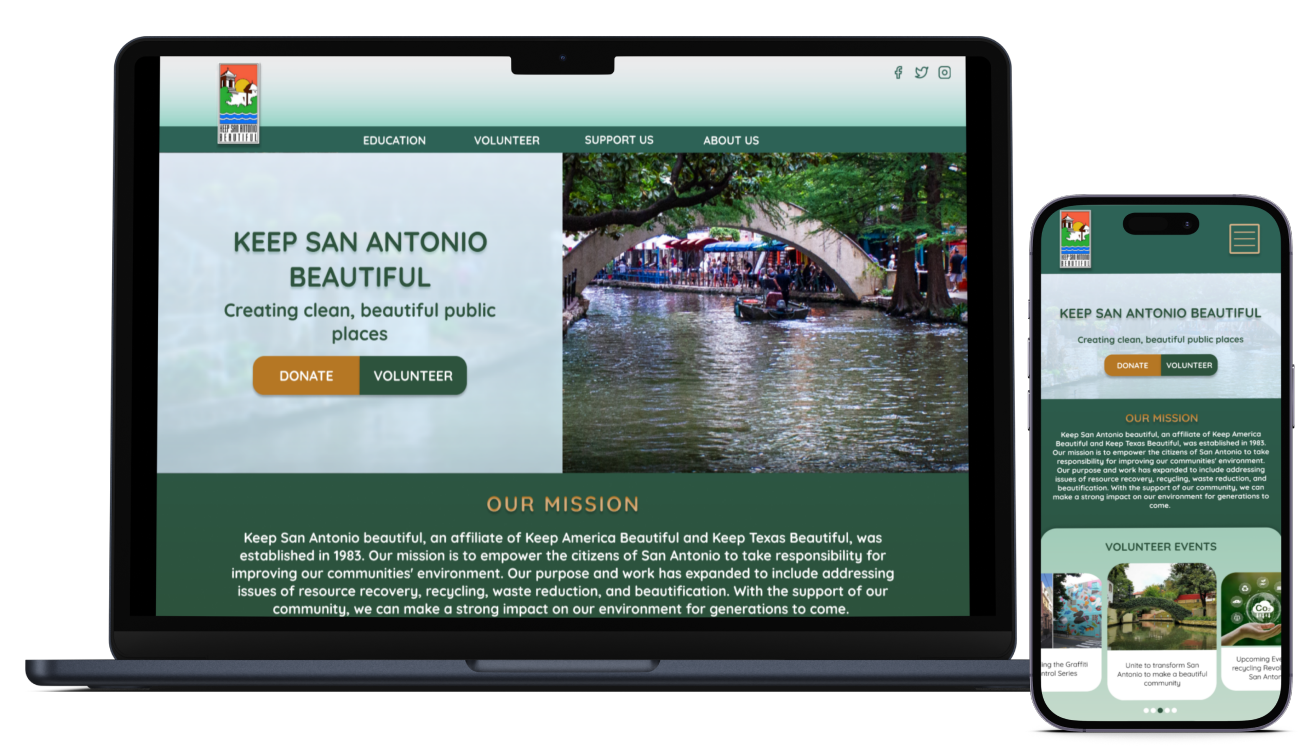 KEEP SAN ANTONIO
BEAUTIFUL
EDUCATION VOLUNTEER SUPPORT US ABOUT US
KEEP SAN ANTONIO
BEAUTIFUL
Creating clean, beautiful public
places
DONATE VOLUNTEER
OUR MISSION
Keep San Antonio beautiful, an affiliate of Keep America Beautiful and Keep Texas Beautiful, was
established in 1983. Our mission is to empower the citizens of San Antonio to take responsibility for
improving our communities' environment. Our purpose and work has expanded to include addressing
issues of resource recovery, recycling, waste reduction, and beautification. With the support of our
community, we can make a strong impact on our environment for generations to come.
KEEP SAN ANTONIO
BEAUTIFUL
KEEP SAN ANTONIO BEAUTIFUL
Creating clean, beautiful public places
DONATE VOLUNTEER
OUR MISSION
Keep San Antonio beautiful, an affiliate of Keep America
Beautiful and Keep Texas Beautiful, was established in 1983.
Our mission is to empower the citizens of San Antonio to take
responsibility for improving our communities' environment.
Our purpose and work has expanded to include addressing
issues of resource recovery, recycling, waste reduction, and
beautification. With the support of our community, we can
make a strong impact on our environment for generations to
come.
VOLUNTEER EVENTS
Co₂
ing the Graffiti
ntrol Series
Unite to transform San
Antonio to make a beautiful
community
Upcoming Eve
recycling Revol
San Anton